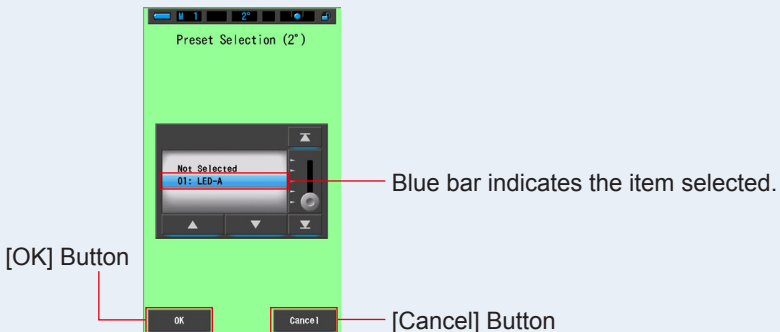 M 1 2°
Preset Selection (2°)
Not Selected
01: LED-A
Blue bar indicates the item selected.
[OK] Button
OK
Cancel
[Cancel] Button